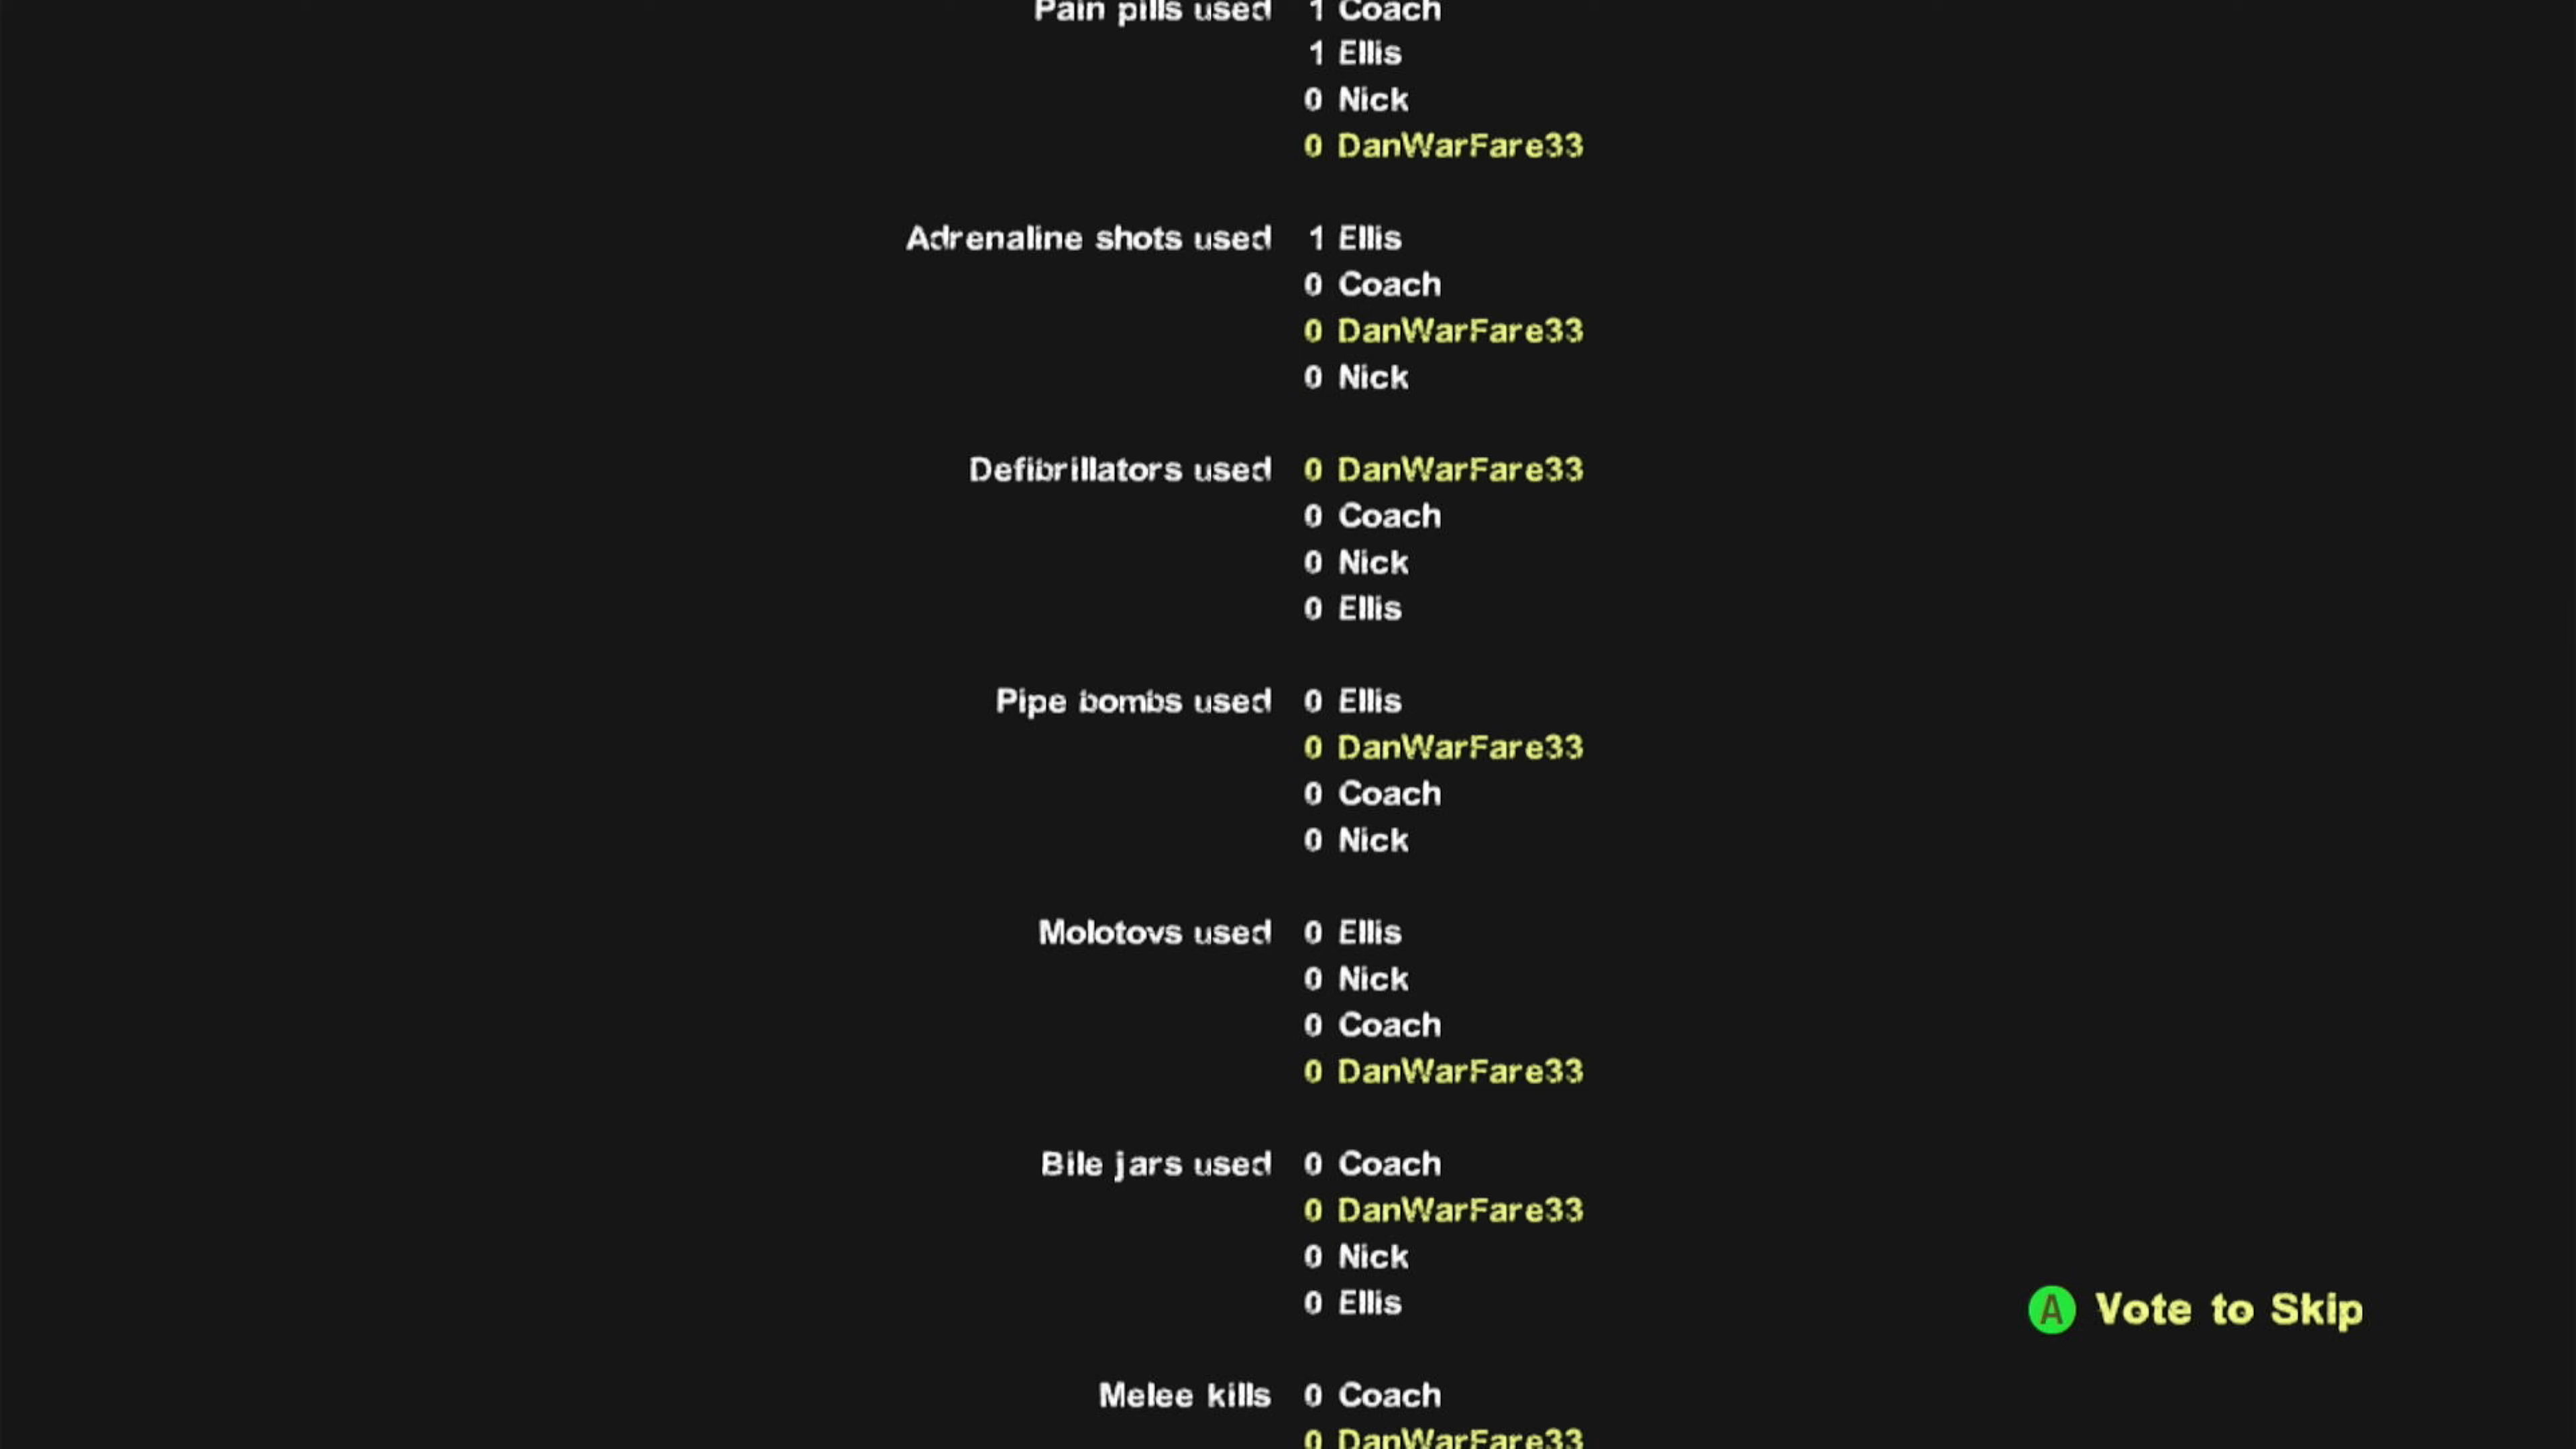 Pain pills used 1 Coach
1 Ellis
0 Nick
0 DanWarFare33
Adrenaline shots used 1 Ellis
0 Coach
0 DanWarFare33
0 Nick
Defibrillators used 0 DanWarFare33
0 Coach
0 Nick
0 Ellis
Pipe bombs used 0 Ellis
0 DanWarFare33
0 Coach
0 Nick
Molotovs used 0 Ellis
0 Nick
0 Coach
0 DanWarFare33
Bile jars used 0 Coach
0 DanWarFare33
0 Nick
0 Ellis
A Vote to Skip
Melee kills 0 Coach
0 DanWarFare33